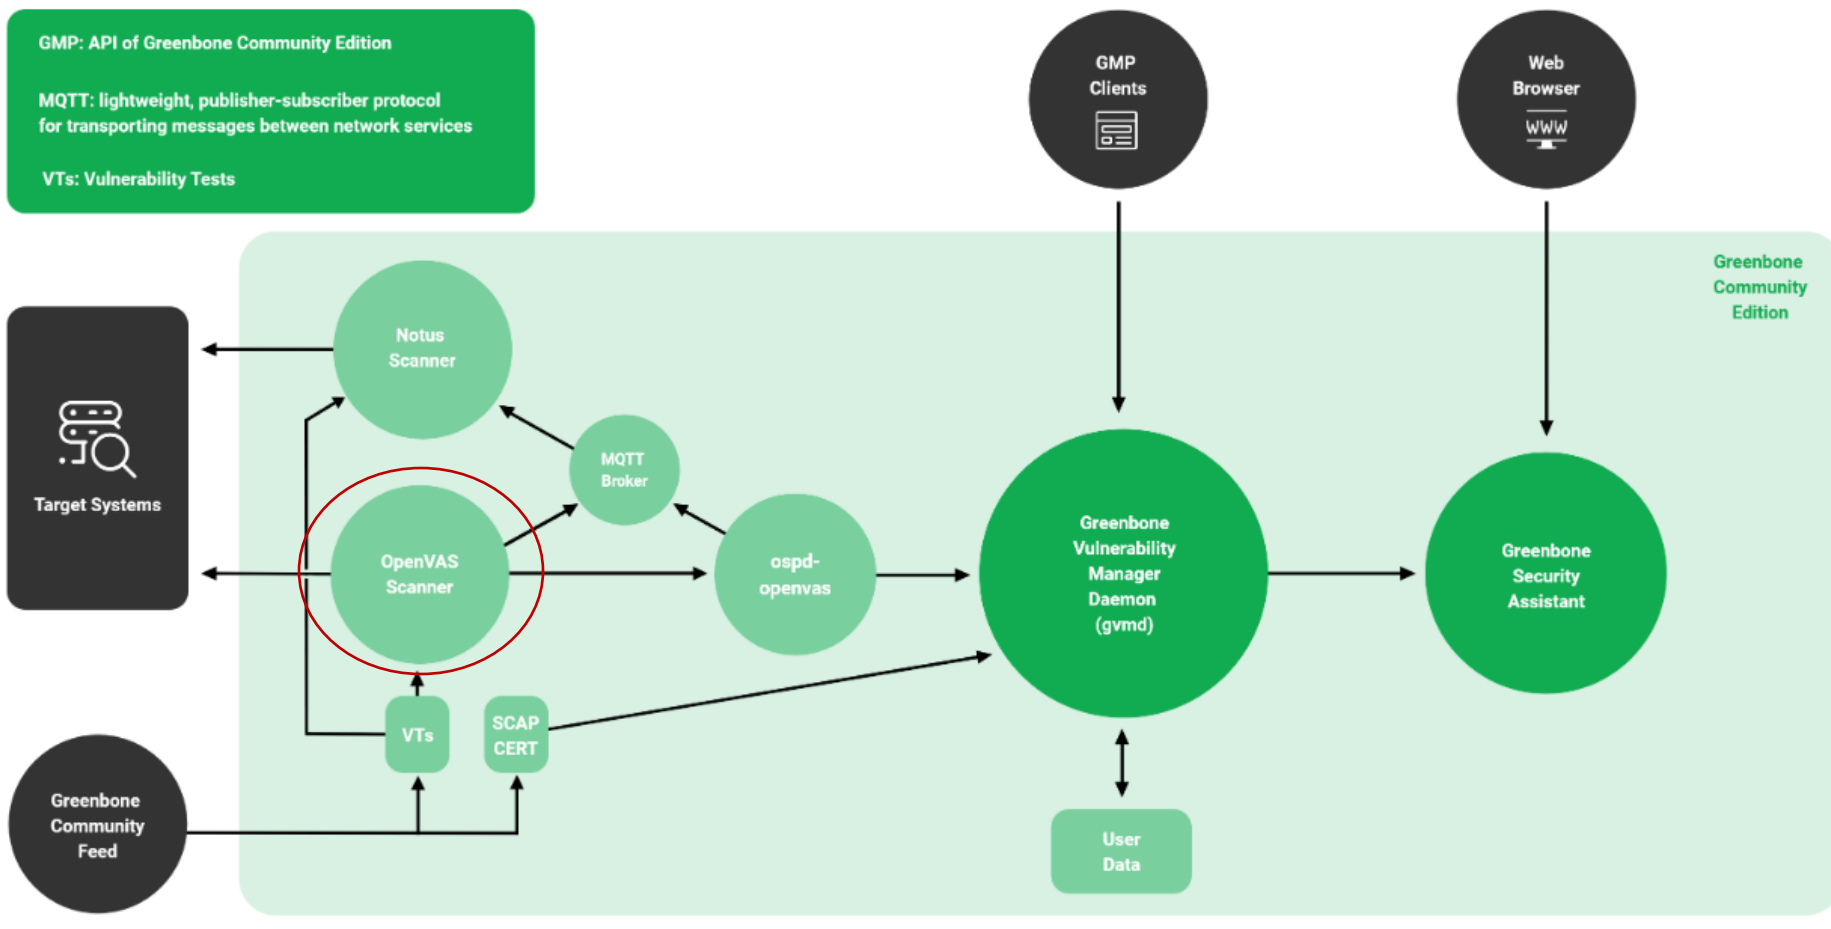 GMP: API of Greenbone Community Edition
MQTT: lightweight, publisher-subscriber protocol
for transporting messages between network services
VTs: Vulnerability Tests
GMP
Clients
Web
Browser
WWW
Greenbone
Community
Edition
Notus
Scanner
Target Systems
MQTT
Broker
OpenVAS
Scanner
ospd-
openvas
Greenbone
Vulnerability
Manager
Daemon
(gvmd)
Greenbone
Security
Assistant
VTs
SCAP
CERT
Greenbone
Community
Feed
User
Data